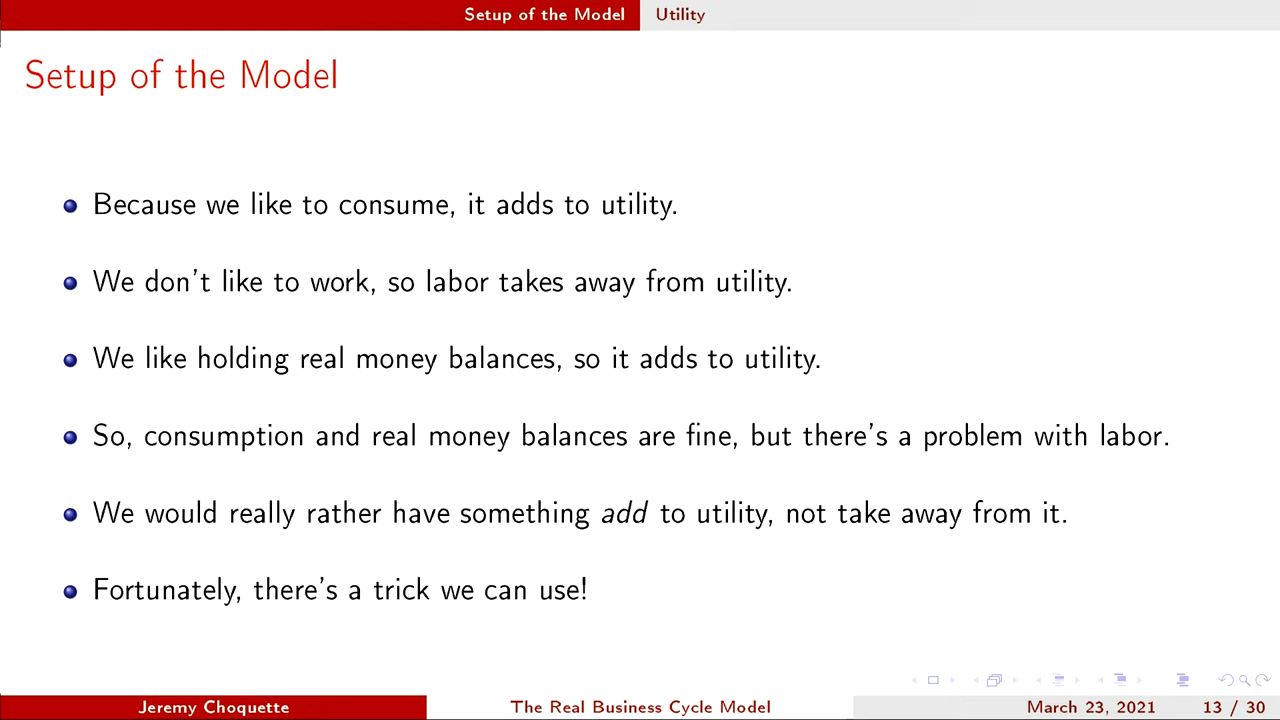 Setup of the Model Utility
Setup of the Model
Because we like to consume, it adds to utility.
We don't like to work, so labor takes away from utility.
We like holding real money balances, so it adds to utility.
So, consumption and real money balances are fine, but there's a problem with labor.
We would really rather have something add to utility, not take away from it.
Fortunately, there's a trick we can use!
Jeremy Choquette The Real Business Cycle Model March 23, 2021 13 / 30